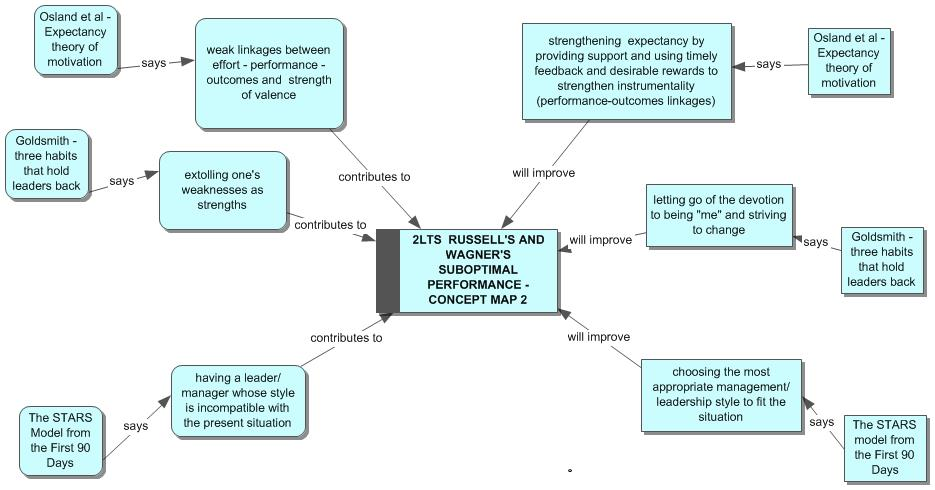 Osland et al -
Expectancy
theory of
motivation
says
weak linkages between
effort - performance -
outcomes and strength
of valence
strengthening expectancy by
providing support and using timely
feedback and desirable rewards to
strengthen instrumentality
(performance-outcomes linkages)
says
Osland et al -
Expectancy
theory of
motivation
Goldsmith -
three habits
that hold
leaders back
says
extolling one's
weaknesses as
strengths
contributes to
contributes to
will improve
letting go of the devotion
to being "me" and striving
to change
will improve
says
Goldsmith -
three habits
that hold
leaders back
2LTS RUSSELL'S AND
WAGNER'S
SUBOPTIMAL
PERFORMANCE -
CONCEPT MAP 2
contributes to
will improve
having a leader/
manager whose style
is incompatible with
the present situation
says
The STARS
Model from
the First 90
Days
choosing the most
appropriate management/
leadership style to fit the
situation
says
The STARS
model from
the First 90
Days